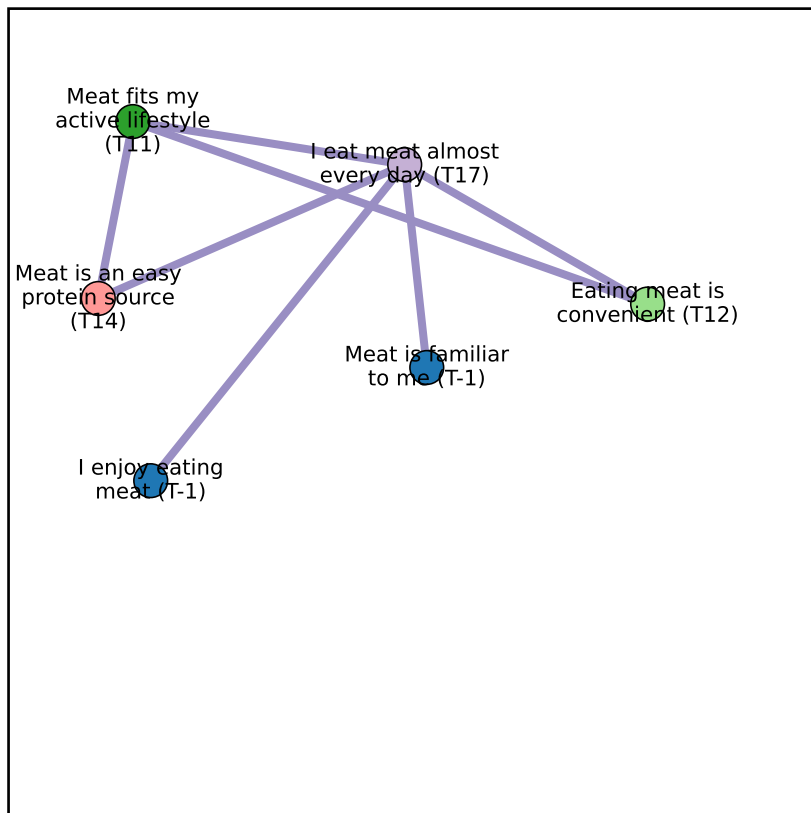 Meat fits my
active lifestyle
(T11)
I eat meat almost
every day (T17)
Meat is an easy
protein source
(T14)
Eating meat is
convenient (T12)
Meat is familiar
to me (T-1)
I enjoy eating
meat (T-1)